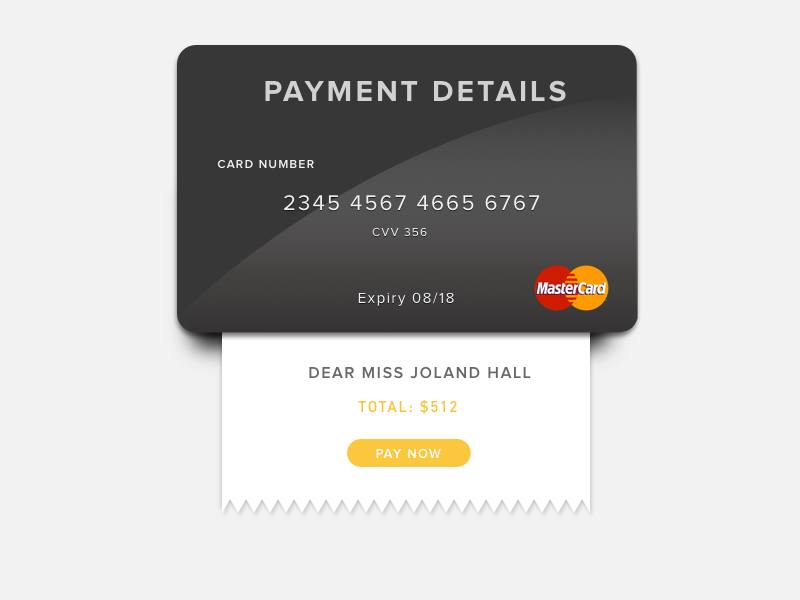 PAYMENT DETAILS
CARD NUMBER
2345 4567 4665 6767
CVV 356
Expiry 08/18
MasterCard
DEAR MISS JOLAND HALL
TOTAL: $512
PAY NOW